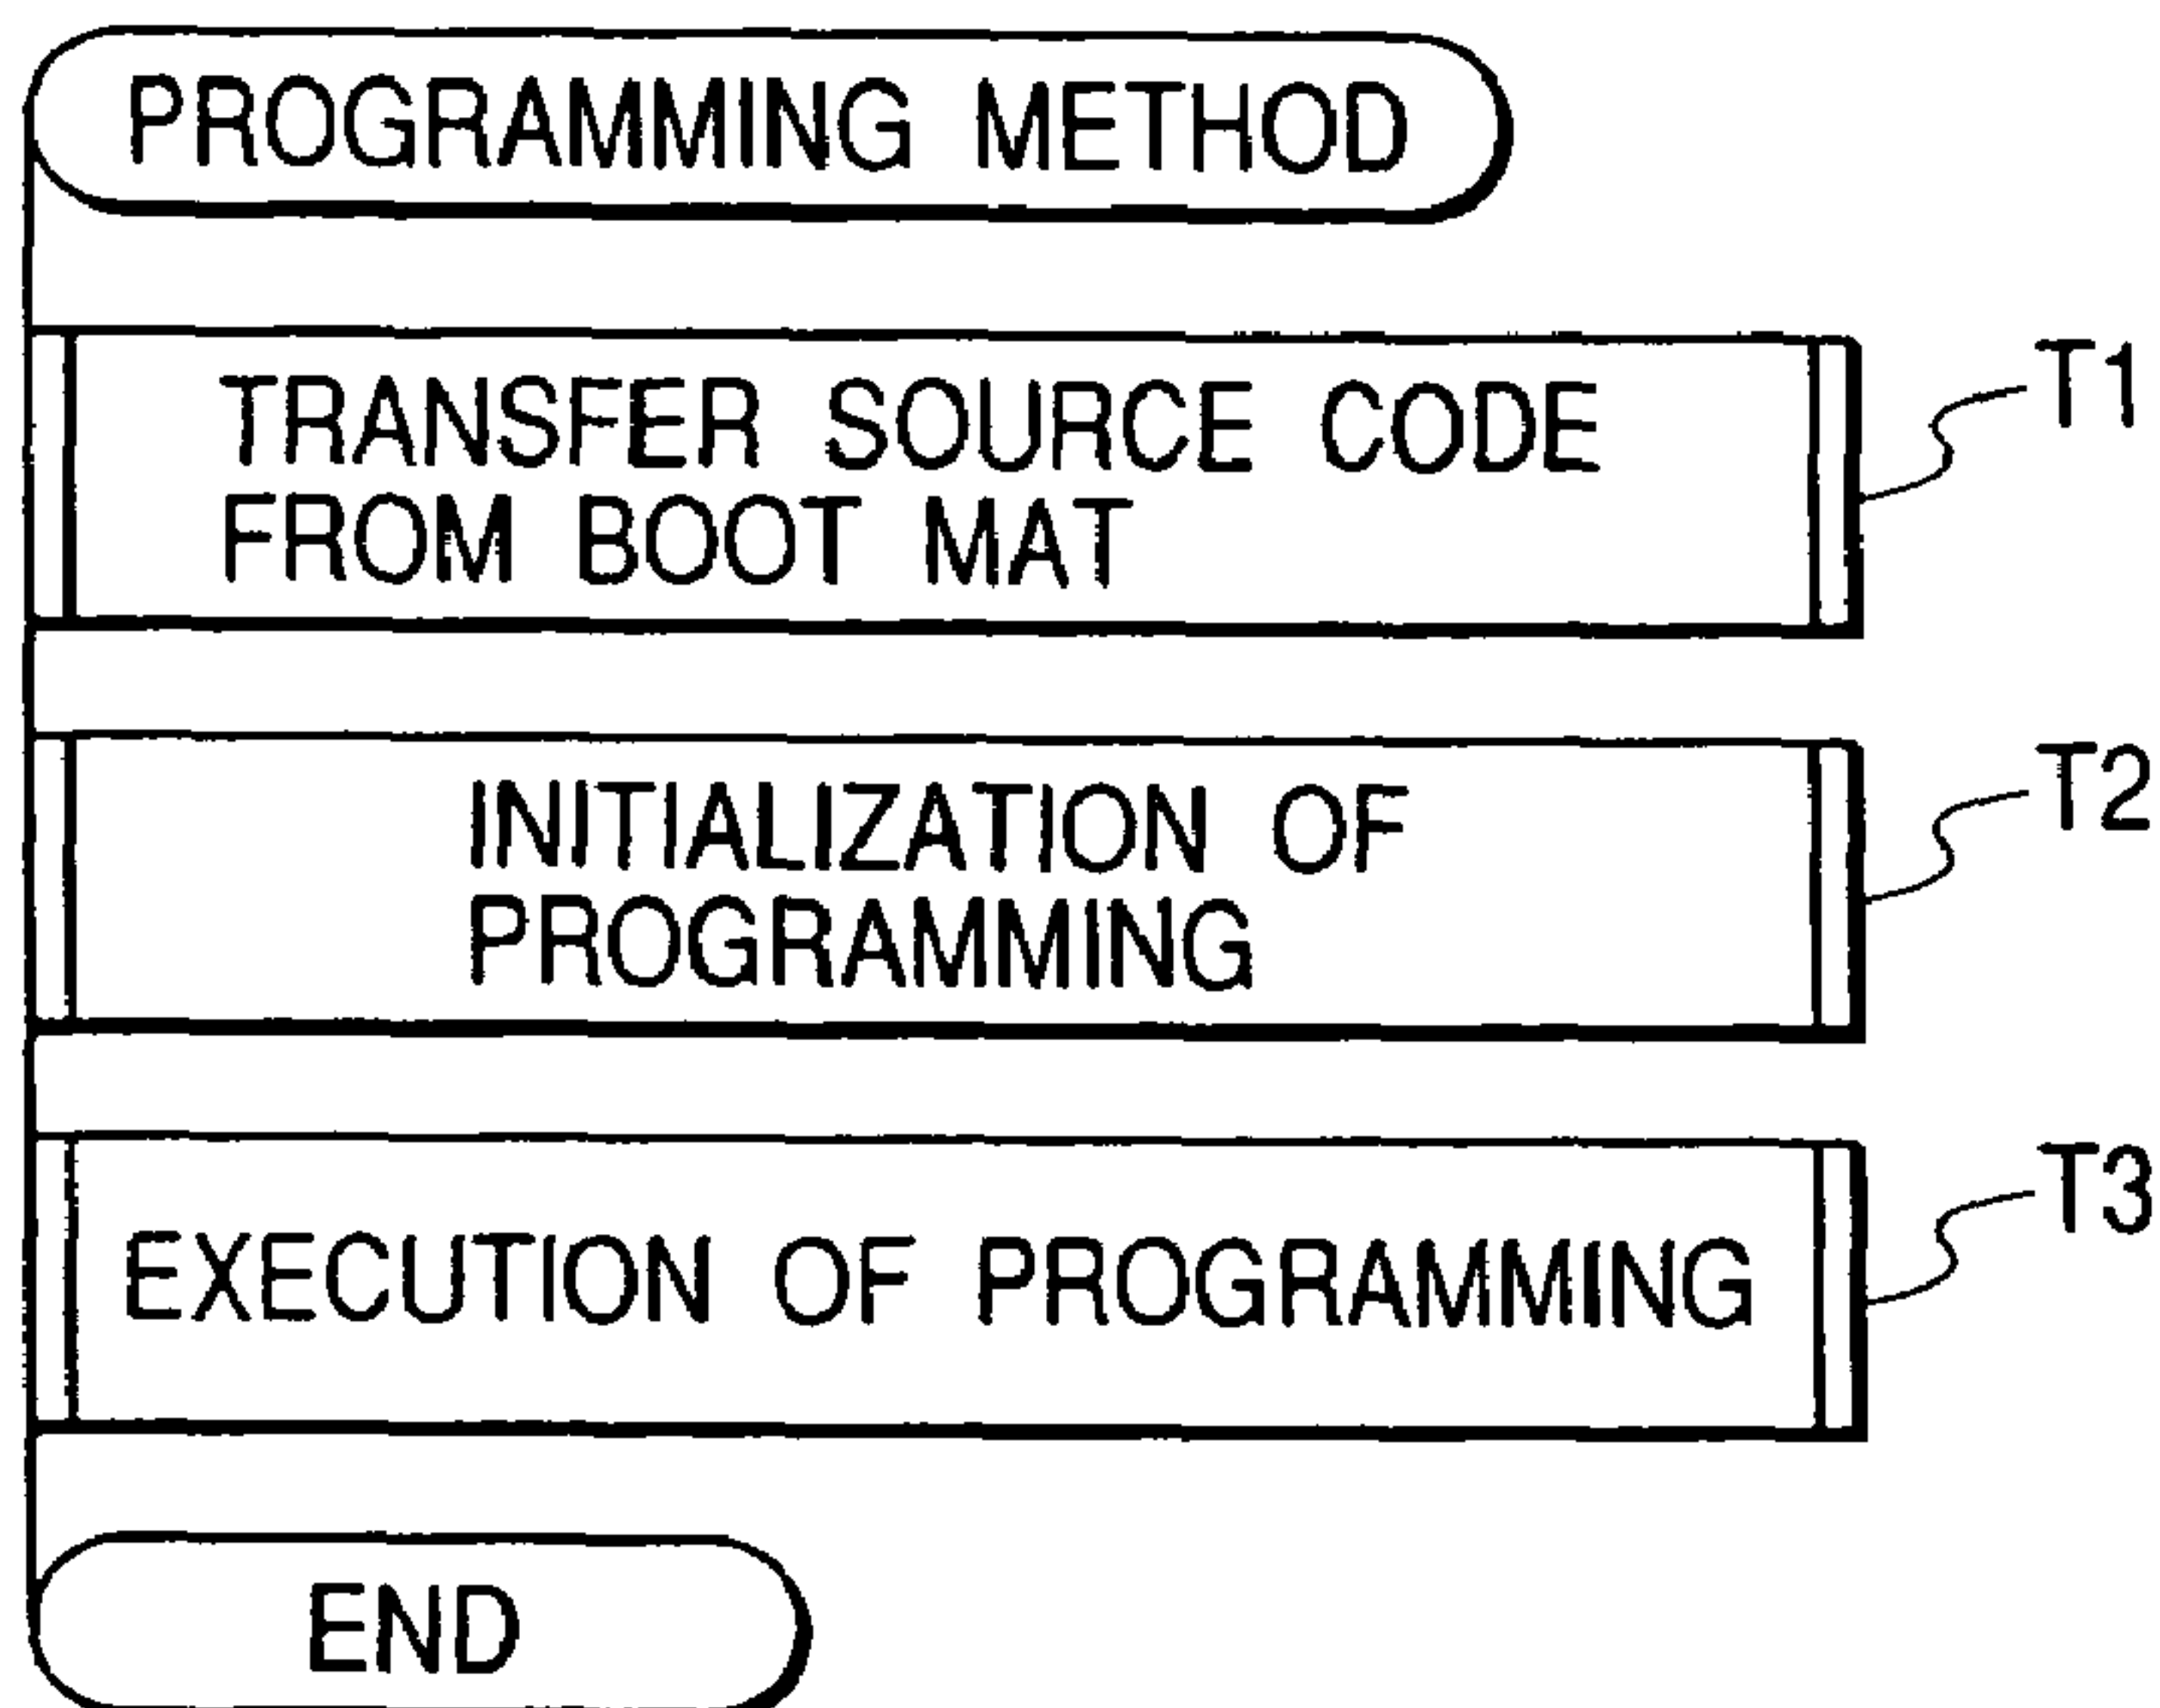 PROGRAMMING METHOD
TRANSFER SOURCE CODE
FROM BOOT MAT
T1
INITIALIZATION OF
PROGRAMMING
T2
EXECUTION OF PROGRAMMING
T3
END